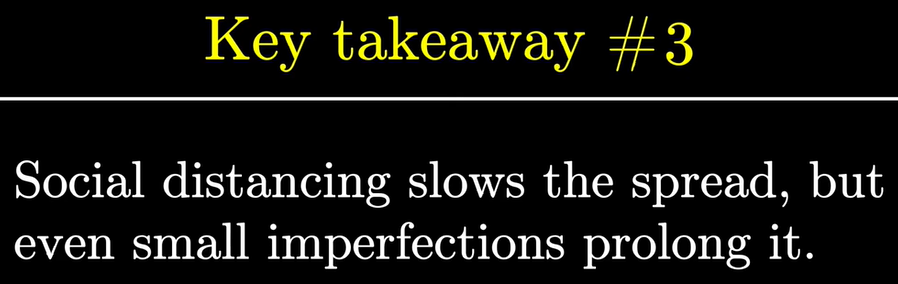 Key takeaway #3
Social distancing slows the spread, but
even small imperfections prolong it.